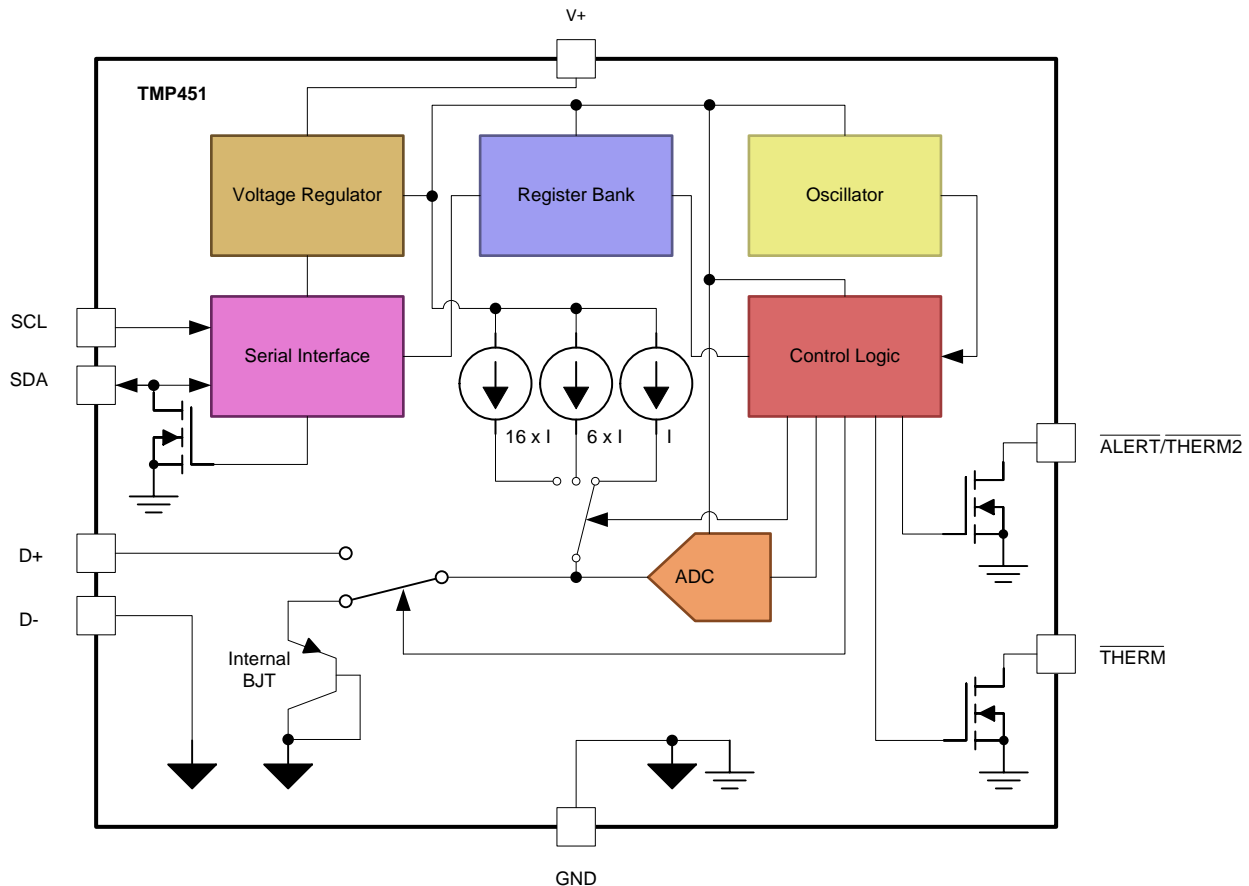 V+
TMP451
Voltage Regulator
Register Bank
Oscillator
SCL
SDA
Serial Interface
Control Logic
16 x I
6 x I
I
ALERT/THERM2
D+
D-
ADC
Internal
BJT
THERM
GND